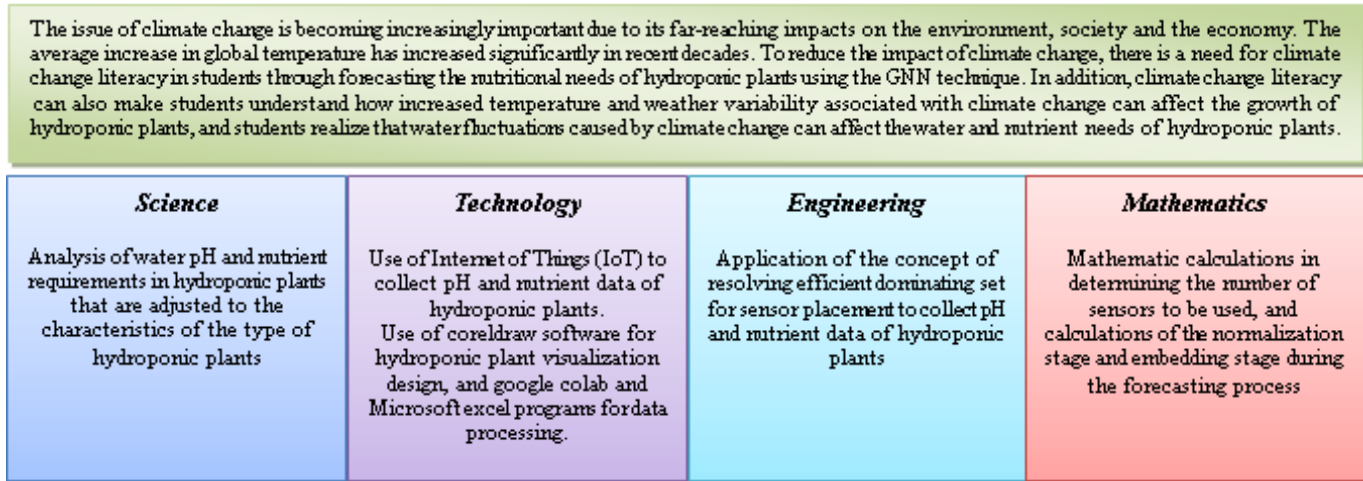 The issue of climate change is becoming increasingly important due to its far-reaching impacts on the environment, society and the economy. The
average increase in global temperature has increased significantly in recent decades. To reduce the impact of climate change, there is a need for climate
change literacy in students through forecasting the nutritional needs of hydroponic plants using the GNN technique. In addition, climate change literacy
can also make students understand how increased temperature and weather variability associated with climate change can affect the growth of
hydroponic plants, and students realize that water fluctuations caused by climate change can affect the water and nutrient needs of hydroponic plants.
Science
Analysis of water pH and nutrient
requirements in hydroponic plants
that are adjusted to the
characteristics of the type of
hydroponic plants
Technology
Use of Internet of Things (IoT) to
collect pH and nutrient data of
hydroponic plants.
Use of coreldraw software for
hydroponic plant visualization
design, and google colab and
Microsoft excel programs for data
processing.
Engineering
Application of the concept of
resolving efficient dominating set
for sensor placement to collect pH
and nutrient data of hydroponic
plants
Mathematics
Mathematic calculations in
determining the number of
sensors to be used, and
calculations of the normalization
stage and embedding stage during
the forecasting process